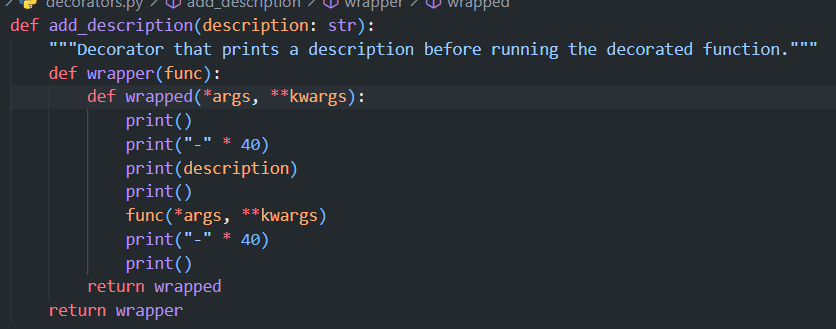 decorators.py > add_description > wrapper > wrapped
def add_description(description: str):
    """Decorator that prints a description before running the decorated function."""
    def wrapper(func):
        def wrapped(*args, **kwargs):
            print()
            print("-" * 40)
            print(description)
            print()
            func(*args, **kwargs)
            print("-" * 40)
            print()
        return wrapped
    return wrapper